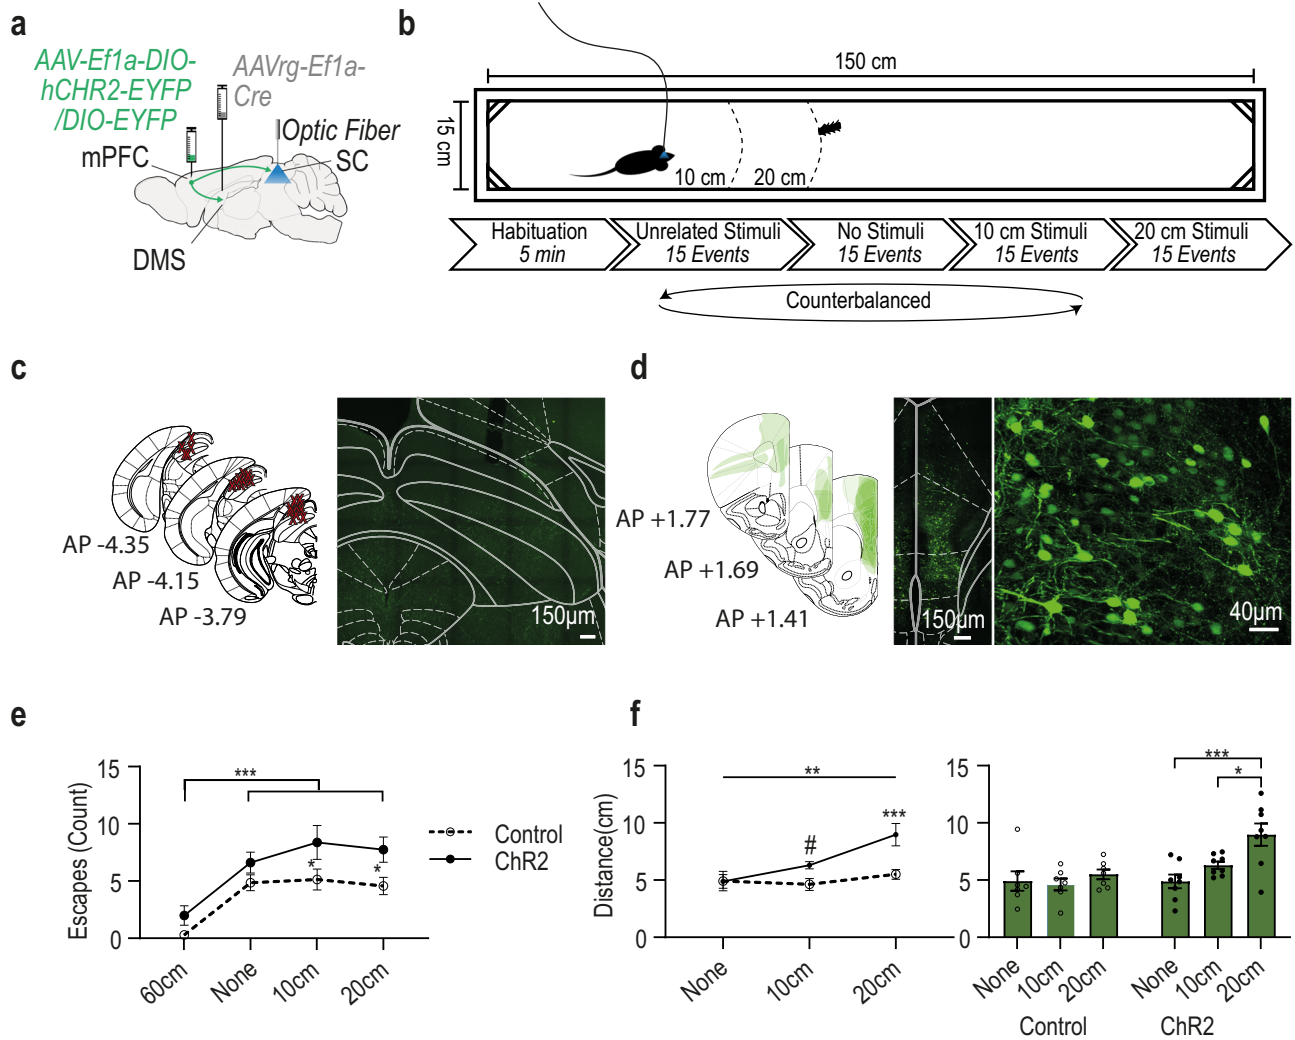 a
AAV-Ef1a-DIO-
hCHR2-EYFP
/DIO-EYFP
AAVrg-Ef1a-
Cre
Optic Fiber
mPFC
SC
DMS
b
150 cm
15 cm
10 cm
20 cm
Habituation
5 min
Unrelated Stimuli
15 Events
No Stimuli
15 Events
10 cm Stimuli
15 Events
20 cm Stimuli
15 Events
Counterbalanced
c
AP -4.35
AP -4.15
AP -3.79
150µm
d
AP +1.77
AP +1.69
AP +1.41
150µm
40µm
e
Escapes (Count)
15
10
5
0
***
*
*
60cm
None
10cm
20cm
Control
ChR2
f
Distance(cm)
15
10
5
0
**
#
***
None
10cm
20cm
15
10
5
0
***
*
None
10cm
20cm
None
10cm
20cm
Control
ChR2